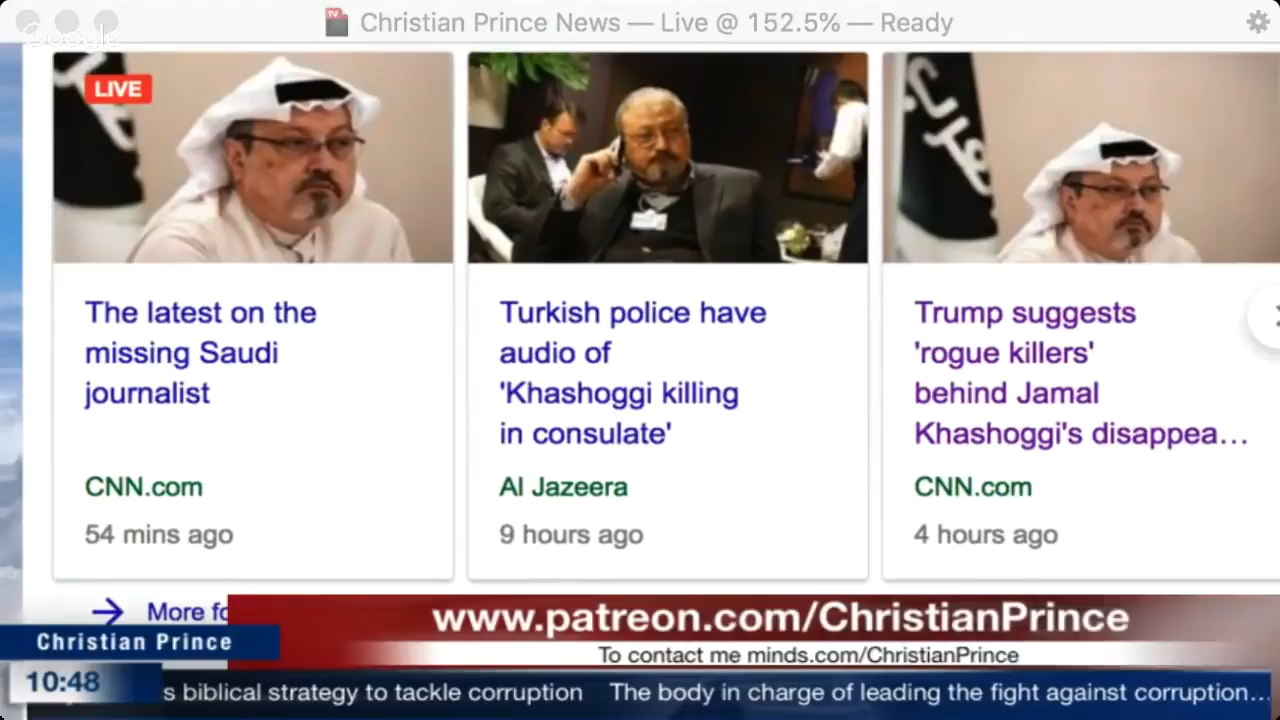 Christian Prince News — Live @ 152.5% — Ready
Google
LIVE
The latest on the
missing Saudi
journalist
CNN.com
54 mins ago
Turkish police have
audio of
'Khashoggi killing
in consulate'
Al Jazeera
9 hours ago
Trump suggests
'rogue killers'
behind Jamal
Khashoggi's disappea…
CNN.com
4 hours ago
More fo
www.patreon.com/ChristianPrince
To contact me minds.com/ChristianPrince
Christian Prince
10:48
s biblical strategy to tackle corruption The body in charge of leading the fight against corruption...